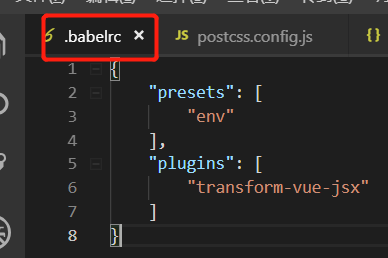 .babelrc × JS postcss.config.js {}
1 {
2 "presets": [
3 "env"
4 ],
5 "plugins": [
6 "transform-vue-jsx"
7 ]
8 }